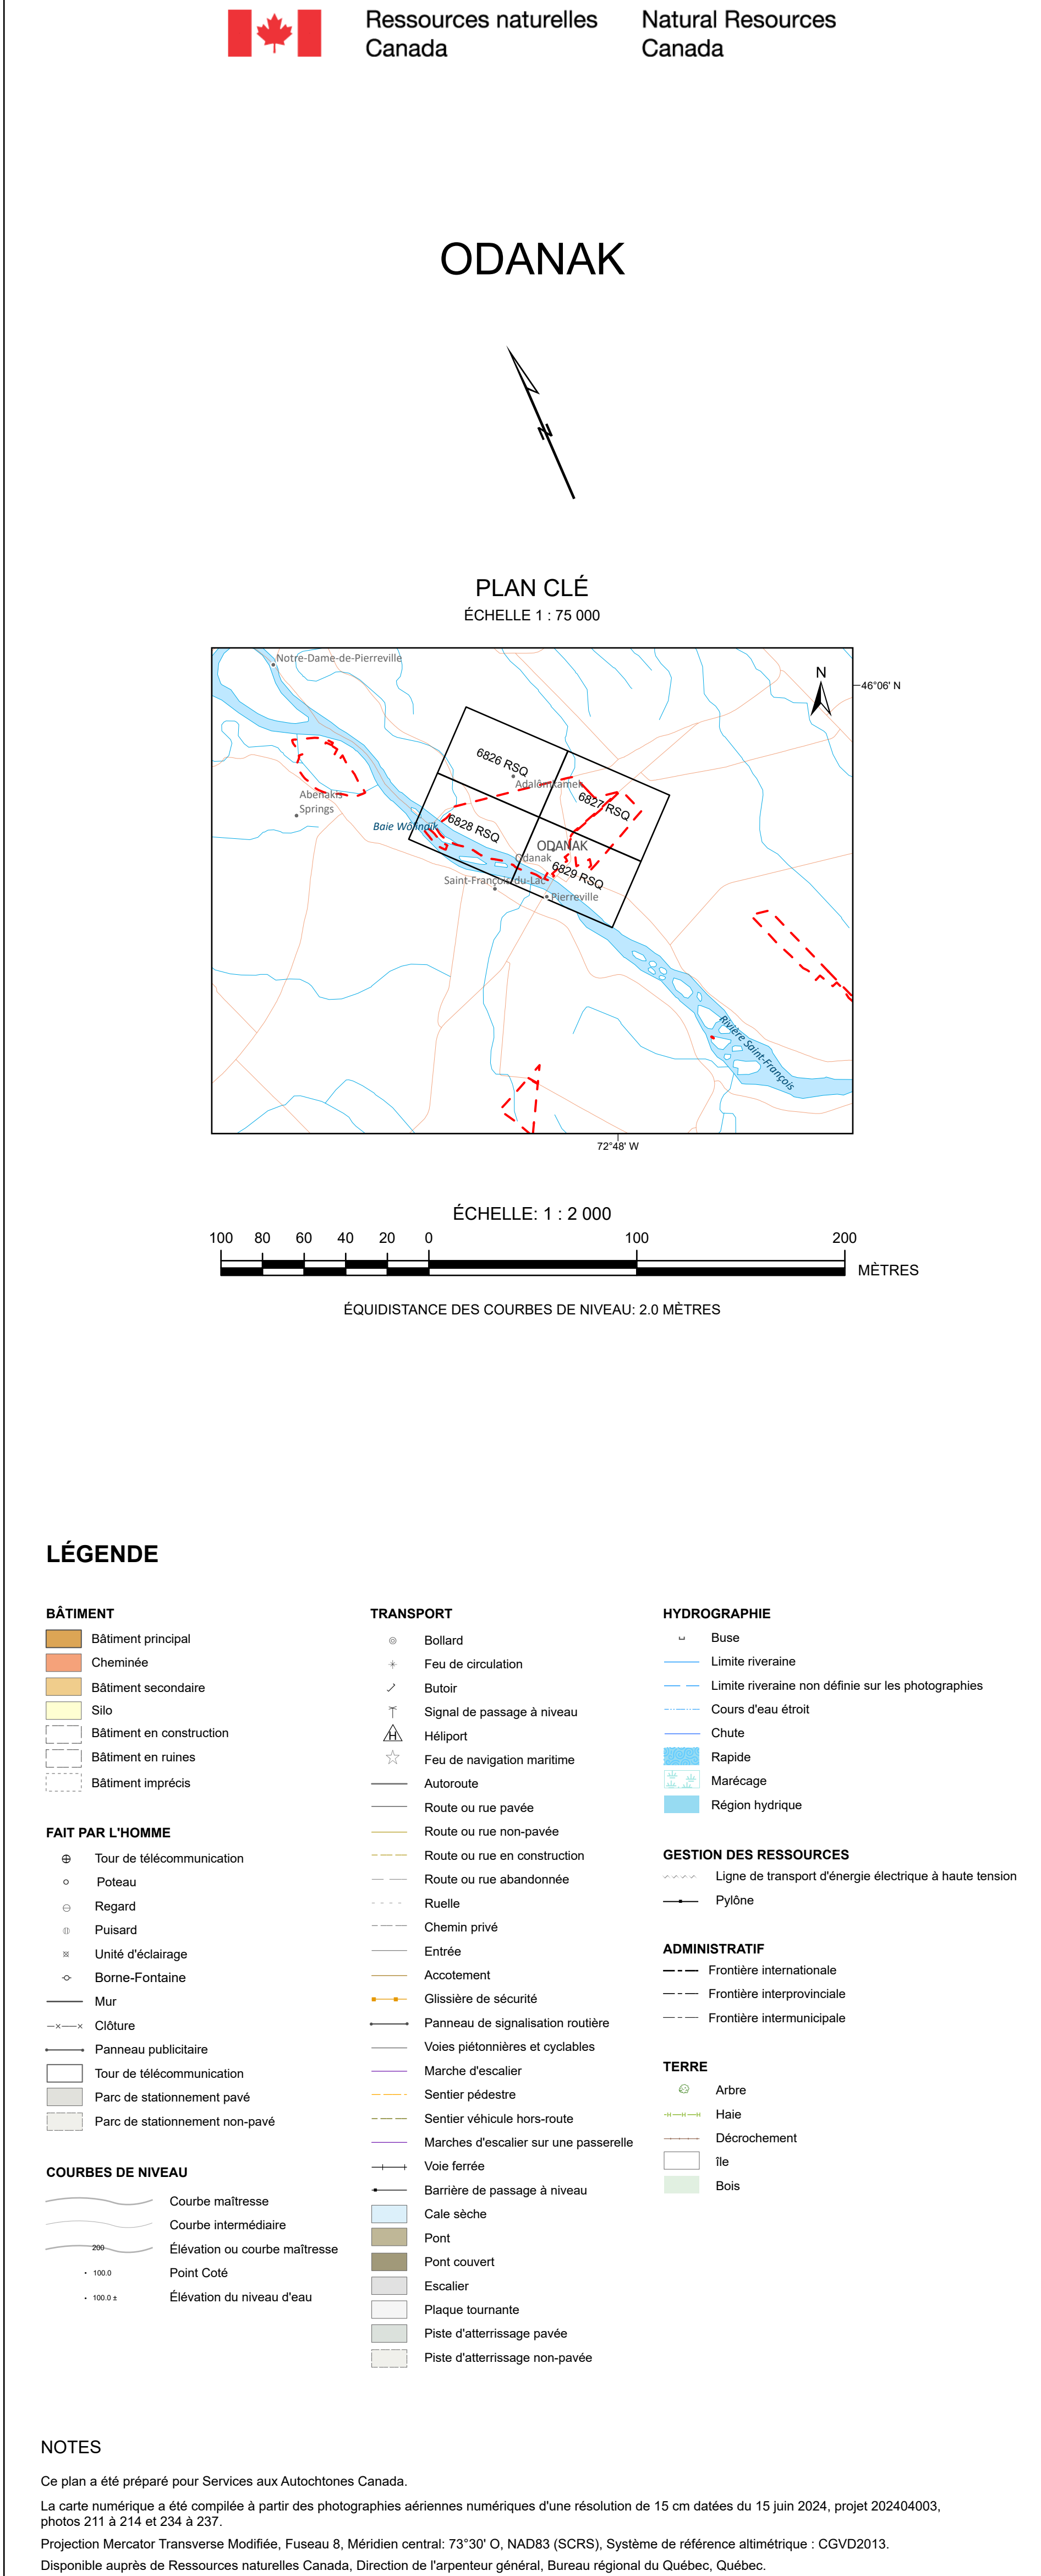 Ressources naturelles
Canada
Natural Resources
Canada
ODANAK
N
PLAN CLÉ
ÉCHELLE 1 : 75 000
Notre-Dame-de-Pierreville
N
46°06' N
6826 RSQ
Adalômkamek
6827 RSQ
Abenakis
Springs
Baie Wôlinaik
6828 RSQ
ODANAK
Odanak
6829 RSQ
Saint-François-du-Lac
Pierreville
Rivière Saint-François
72°48' W
ÉCHELLE: 1 : 2 000
100 80 60 40 20 0 100 200
MÈTRES
ÉQUIDISTANCE DES COURBES DE NIVEAU: 2.0 MÈTRES
LÉGENDE
BÂTIMENT
Bâtiment principal
Cheminée
Bâtiment secondaire
Silo
Bâtiment en construction
Bâtiment en ruines
Bâtiment imprécis
FAIT PAR L'HOMME
Tour de télécommunication
Poteau
Regard
Puisard
Unité d'éclairage
Borne-Fontaine
Mur
Clôture
Panneau publicitaire
Tour de télécommunication
Parc de stationnement pavé
Parc de stationnement non-pavé
COURBES DE NIVEAU
Courbe maîtresse
Courbe intermédiaire
200 Élévation ou courbe maîtresse
100.0 Point Coté
100.0 ± Élévation du niveau d'eau
TRANSPORT
Bollard
Feu de circulation
Butoir
Signal de passage à niveau
H Héliport
Feu de navigation maritime
Autoroute
Route ou rue pavée
Route ou rue non-pavée
Route ou rue en construction
Route ou rue abandonnée
Ruelle
Chemin privé
Entrée
Accotement
Glissière de sécurité
Panneau de signalisation routière
Voies piétonnières et cyclables
Marche d'escalier
Sentier pédestre
Sentier véhicule hors-route
Marches d'escalier sur une passerelle
Voie ferrée
Barrière de passage à niveau
Cale sèche
Pont
Pont couvert
Escalier
Plaque tournante
Piste d'atterrissage pavée
Piste d'atterrissage non-pavée
HYDROGRAPHIE
Buse
Limite riveraine
Limite riveraine non définie sur les photographies
Cours d'eau étroit
Chute
Rapide
Marécage
Région hydrique
GESTION DES RESSOURCES
Ligne de transport d'énergie électrique à haute tension
Pylône
ADMINISTRATIF
Frontière internationale
Frontière interprovinciale
Frontière intermunicipale
TERRE
Arbre
Haie
Décrochement
île
Bois
NOTES
Ce plan a été préparé pour Services aux Autochtones Canada.
La carte numérique a été compilée à partir des photographies aériennes numériques d'une résolution de 15 cm datées du 15 juin 2024, projet 202404003,
photos 211 à 214 et 234 à 237.
Projection Mercator Transverse Modifiée, Fuseau 8, Méridien central: 73°30' O, NAD83 (SCRS), Système de référence altimétrique : CGVD2013.
Disponible auprès de Ressources naturelles Canada, Direction de l'arpenteur général, Bureau régional du Québec, Québec.